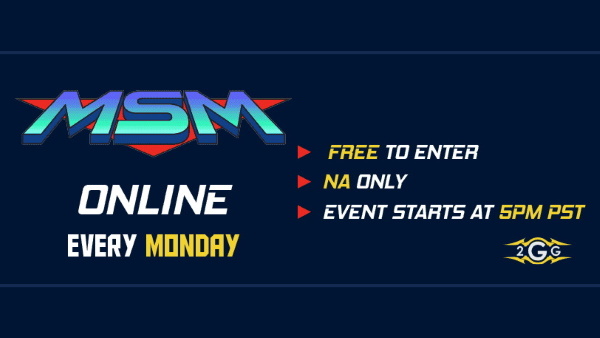 MSM
ONLINE
EVERY MONDAY
FREE TO ENTER
NA ONLY
EVENT STARTS AT 5PM PST
2GG